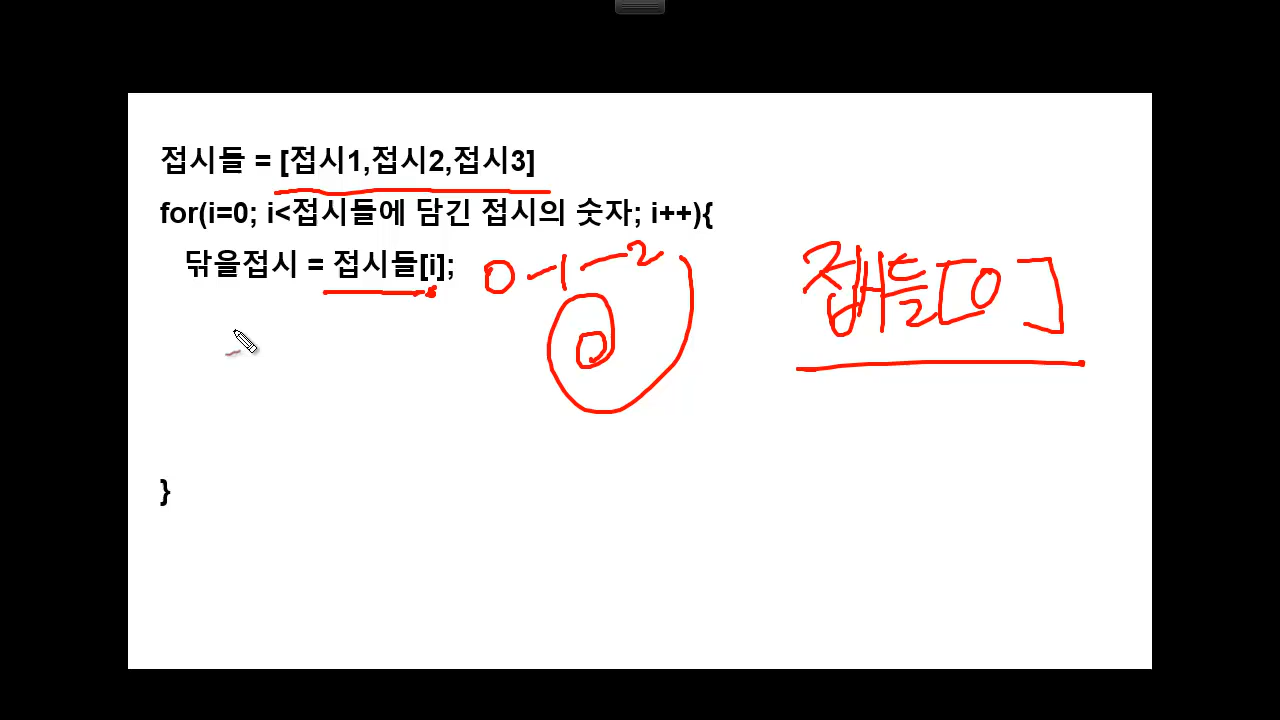 접시들 = [접시1,접시2,접시3]
for(i=0; i<접시들에 담긴 접시의 숫자; i++){
닦을접시 = 접시들[i];
0-1-2
접시들[0]
}